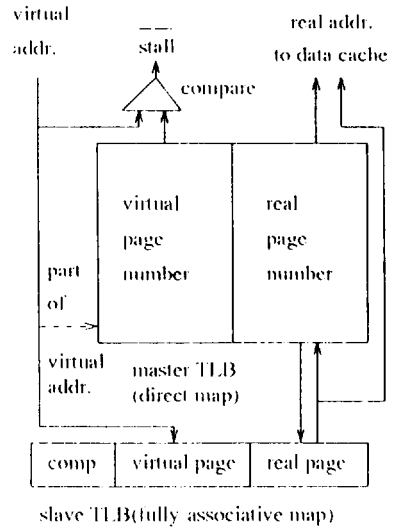 virtual
addr.
stall
compare
real addr.
to data cache
virtual
page
number
real
page
number
part
of
virtual
addr.
master TLB
(direct map)
comp
virtual page
real page
slave TLB(fully associative map)